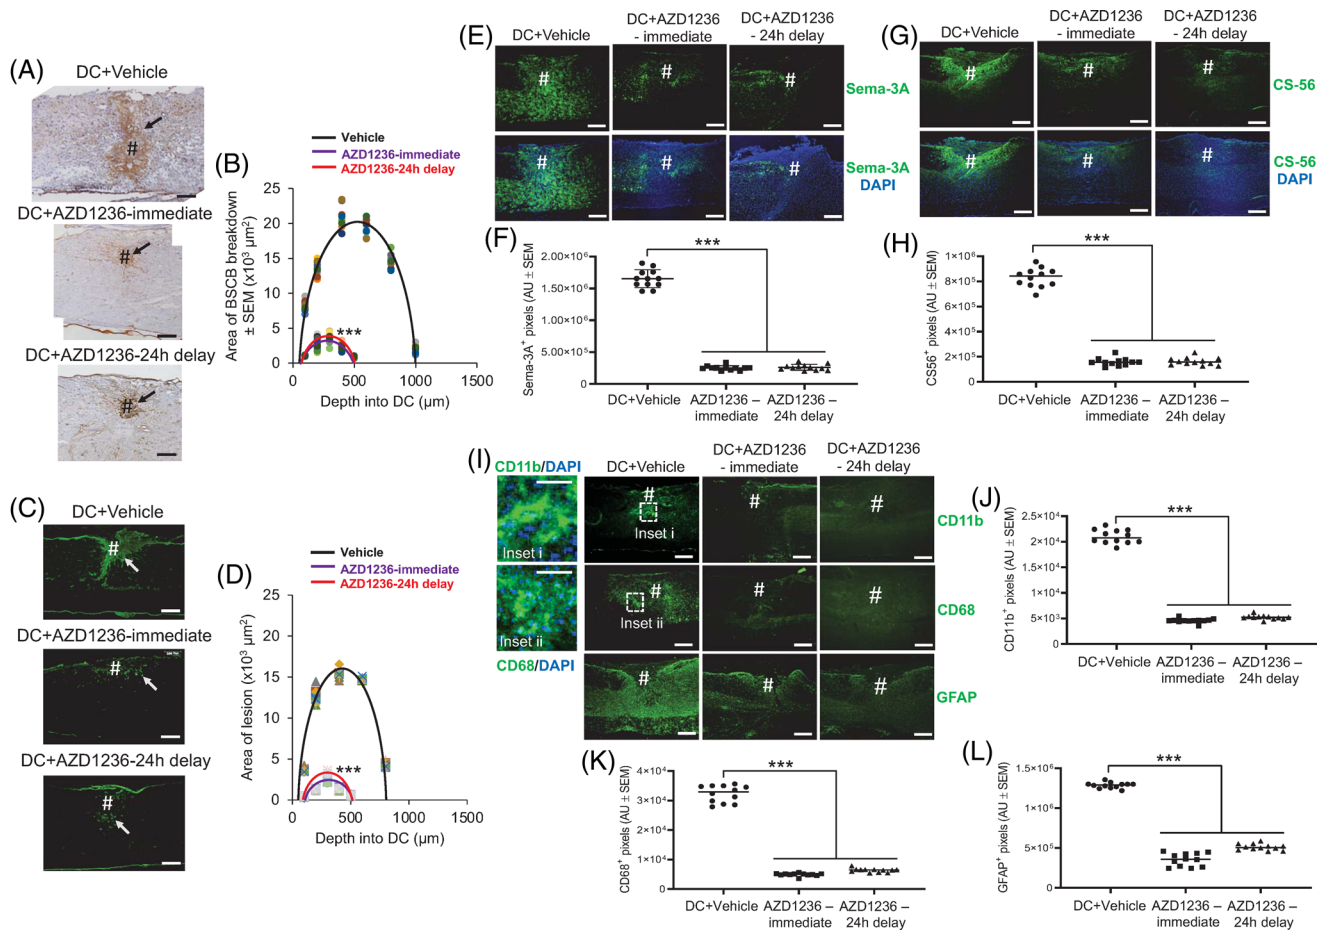 (A)
DC+Vehicle
#
DC+AZD1236-immediate
#
DC+AZD1236-24h delay
#
(B)
Vehicle
AZD1236-immediate
AZD1236-24h delay
Area of BSCB breakdown
± SEM (x10³ µm²)
25
20
15
10
5
0
***
0 500 1000 1500
Depth into DC (µm)
(C)
DC+Vehicle
#
DC+AZD1236-immediate
#
DC+AZD1236-24h delay
#
(D)
Vehicle
AZD1236-immediate
AZD1236-24h delay
Area of lesion (x10³ µm²)
25
20
15
10
5
0
***
0 500 1000 1500
Depth into DC (µm)
(E)
DC+Vehicle
DC+AZD1236
- immediate
DC+AZD1236
- 24h delay
# # #
Sema-3A
# # #
Sema-3A
DAPI
(F)
Sema-3A⁺ pixels (AU ± SEM)
2.00×10⁶
1.50×10⁶
1.00×10⁶
5.00×10⁵
0
***
DC+Vehicle
AZD1236 –
immediate
AZD1236 –
24h delay
(G)
DC+Vehicle
DC+AZD1236
- immediate
DC+AZD1236
- 24h delay
# # #
CS-56
# # #
CS-56
DAPI
(H)
CS56⁺ pixels (AU ± SEM)
1×10⁶
8×10⁵
6×10⁵
4×10⁵
2×10⁵
0
***
DC+Vehicle
AZD1236 –
immediate
AZD1236 –
24h delay
(I)
CD11b/DAPI
DC+Vehicle
DC+AZD1236
- immediate
DC+AZD1236
- 24h delay
Inset i
# # #
Inset i
CD11b
Inset ii
# # #
Inset ii
CD68
CD68/DAPI
# # #
GFAP
(J)
CD11b⁺ pixels (AU ± SEM)
2.5×10⁴
2×10⁴
1.5×10⁴
1×10⁴
5×10³
0
***
DC+Vehicle
AZD1236 –
immediate
AZD1236 –
24h delay
(K)
CD68⁺ pixels (AU ± SEM)
4×10⁴
3×10⁴
2×10⁴
1×10⁴
0
***
DC+Vehicle
AZD1236 –
immediate
AZD1236 –
24h delay
(L)
GFAP⁺ pixels (AU ± SEM)
1.5×10⁶
1×10⁶
5×10⁵
0
***
DC+Vehicle
AZD1236 –
immediate
AZD1236 –
24h delay